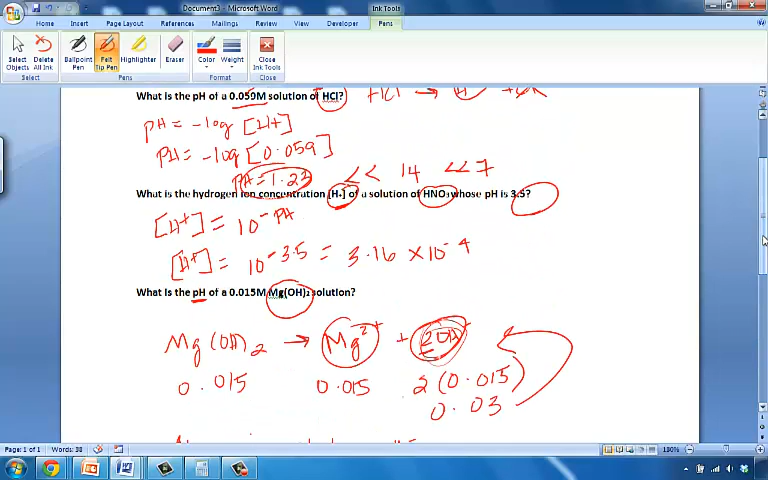 Document3 - Microsoft Word
Ink Tools
Home Insert Page Layout References Mailings Review View Developer Pens
Select Objects
Delete All Ink
Ballpoint Pen
Felt Tip Pen
Highlighter
Eraser
Color
Weight
Close Ink Tools
Select Pens Format Close
What is the pH of a 0.059M solution of HCl? HCl →
pH = -log [H+]
pH = -log [0.059]
pH = 1.23 << 14 << 7
What is the hydrogen ion concentration [H+] of a solution of HNO3 whose pH is 3.5?
[H+] = 10^-pH
[H+] = 10^-3.5 = 3.16 × 10^-4
What is the pH of a 0.015M Mg(OH)2 solution?
Mg(OH)2 → Mg2+ + 2OH-
0.015 0.015 2(0.015)
0.03
Page: 1 of 1 Words: 38